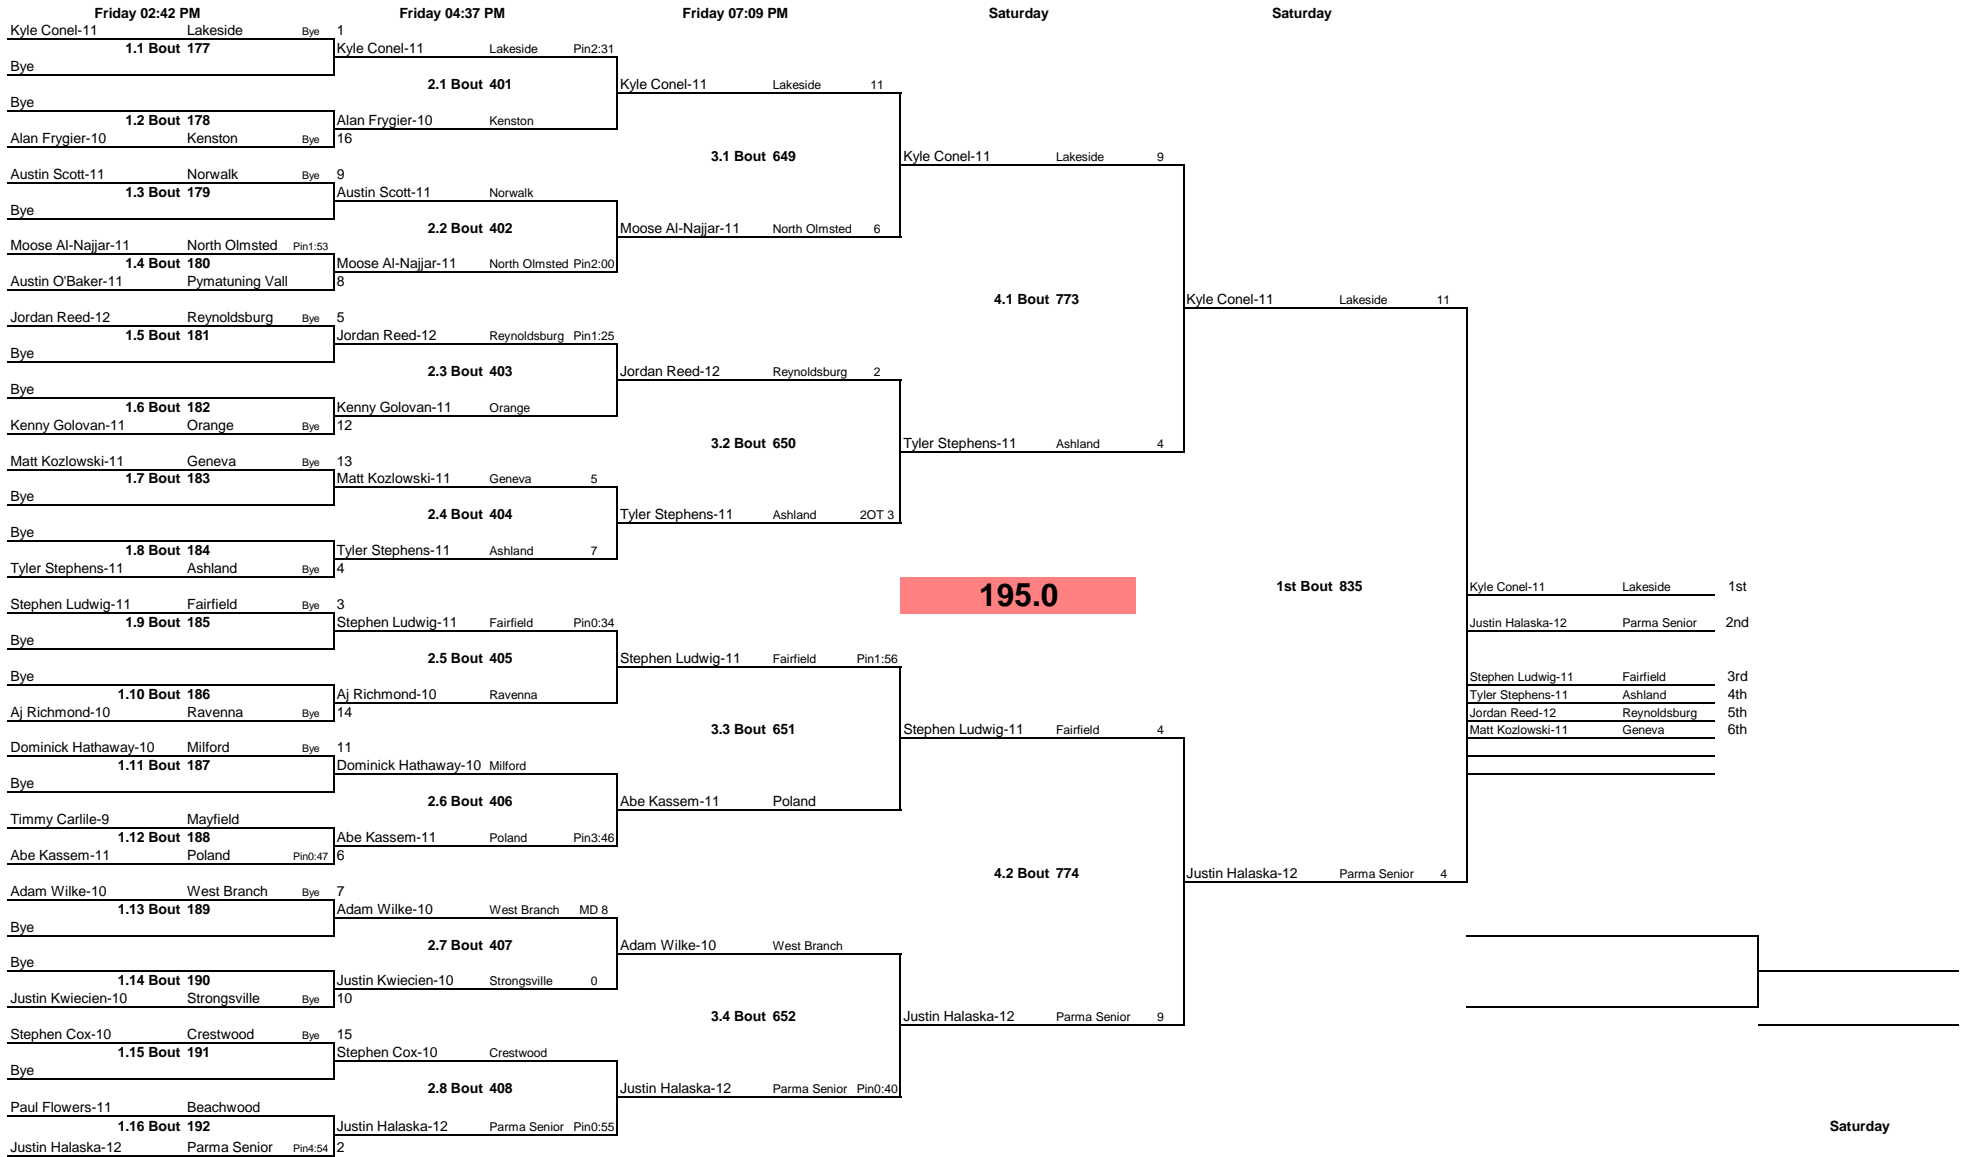 Friday 02:42 PM Friday 04:37 PM Friday 07:09 PM Saturday Saturday
Kyle Conel-11 Lakeside Bye 1
1.1 Bout 177 Kyle Conel-11 Lakeside Pin2:31
Bye
2.1 Bout 401 Kyle Conel-11 Lakeside 11
Bye
1.2 Bout 178 Alan Frygier-10 Kenston
Alan Frygier-10 Kenston Bye 16
3.1 Bout 649 Kyle Conel-11 Lakeside 9
Austin Scott-11 Norwalk Bye 9
1.3 Bout 179 Austin Scott-11 Norwalk
Bye
2.2 Bout 402 Moose Al-Najjar-11 North Olmsted 6
Moose Al-Najjar-11 North Olmsted Pin1:53
1.4 Bout 180 Moose Al-Najjar-11 North Olmsted Pin2:00
Austin O'Baker-11 Pymatuning Vall 8
4.1 Bout 773 Kyle Conel-11 Lakeside 11
Jordan Reed-12 Reynoldsburg Bye 5
1.5 Bout 181 Jordan Reed-12 Reynoldsburg Pin1:25
Bye
2.3 Bout 403 Jordan Reed-12 Reynoldsburg 2
Bye
1.6 Bout 182 Kenny Golovan-11 Orange
Kenny Golovan-11 Orange Bye 12
3.2 Bout 650 Tyler Stephens-11 Ashland 4
Matt Kozlowski-11 Geneva Bye 13
1.7 Bout 183 Matt Kozlowski-11 Geneva 5
Bye
2.4 Bout 404 Tyler Stephens-11 Ashland 2OT 3
Bye
1.8 Bout 184 Tyler Stephens-11 Ashland 7
Tyler Stephens-11 Ashland Bye 4
195.0 1st Bout 835 Kyle Conel-11 Lakeside 1st
Stephen Ludwig-11 Fairfield Bye 3
1.9 Bout 185 Stephen Ludwig-11 Fairfield Pin0:34 Justin Halaska-12 Parma Senior 2nd
Bye
2.5 Bout 405 Stephen Ludwig-11 Fairfield Pin1:56
Bye Stephen Ludwig-11 Fairfield 3rd
1.10 Bout 186 Aj Richmond-10 Ravenna Tyler Stephens-11 Ashland 4th
Aj Richmond-10 Ravenna Bye 14 Jordan Reed-12 Reynoldsburg 5th
3.3 Bout 651 Stephen Ludwig-11 Fairfield 4 Matt Kozlowski-11 Geneva 6th
Dominick Hathaway-10 Milford Bye 11
1.11 Bout 187 Dominick Hathaway-10 Milford
Bye
2.6 Bout 406 Abe Kassem-11 Poland
Timmy Carlile-9 Mayfield
1.12 Bout 188 Abe Kassem-11 Poland Pin3:46
Abe Kassem-11 Poland Pin0:47 6
4.2 Bout 774 Justin Halaska-12 Parma Senior 4
Adam Wilke-10 West Branch Bye 7
1.13 Bout 189 Adam Wilke-10 West Branch MD 8
Bye
2.7 Bout 407 Adam Wilke-10 West Branch
Bye
1.14 Bout 190 Justin Kwiecien-10 Strongsville 0
Justin Kwiecien-10 Strongsville Bye 10
3.4 Bout 652 Justin Halaska-12 Parma Senior 9
Stephen Cox-10 Crestwood Bye 15
1.15 Bout 191 Stephen Cox-10 Crestwood
Bye
2.8 Bout 408 Justin Halaska-12 Parma Senior Pin0:40
Paul Flowers-11 Beachwood
1.16 Bout 192 Justin Halaska-12 Parma Senior Pin0:55 Saturday
Justin Halaska-12 Parma Senior Pin4:54 2